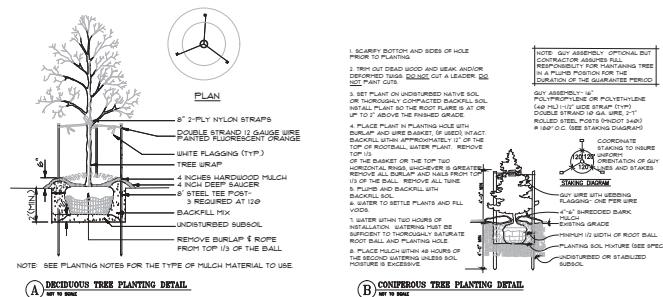 PLAN
8" 2-PLY NYLON STRAPS
DOUBLE STRAND 12 GAUGE WIRE
PAINTED FLUORESCENT ORANGE
WHITE FLAGGING (TYP.)
TREE WRAP
4 INCHES HARDWOOD MULCH
4 INCH DEEP SAUCER
8' STEEL TEE POST-
3 REQUIRED AT 120
BACKFILL MIX
UNDISTURBED SUBSOIL
REMOVE BURLAP & ROPE
FROM TOP 1/3 OF THE BALL
6"
2'(MIN.)
NOTE: SEE PLANTING NOTES FOR THE TYPE OF MULCH MATERIAL TO USE.
A DECIDUOUS TREE PLANTING DETAIL
NOT TO SCALE
1. SCARIFY BOTTOM AND SIDES OF HOLE
PRIOR TO PLANTING.
2. TRIM OUT DEAD WOOD AND WEAK AND/OR
DEFORMED TWIGS. DO NOT CUT A LEADER. DO
NOT PAINT CUTS.
3. SET PLANT ON UNDISTURBED NATIVE
SOIL OR THOROUGHLY COMPACTED BACKFILL SOIL.
INSTALL PLANT SO THE ROOT FLARE IS AT OR
UP TO 2" ABOVE THE FINISHED GRADE.
4. PLACE PLANT IN PLANTING HOLE WITH
BURLAP AND WIRE BASKET, (IF USED), INTACT.
BACKFILL WITHIN APPROXIMATELY 12" OF THE
TOP OF ROOTBALL, WATER PLANT. REMOVE
TOP 1/3
OF THE BASKET OR THE TOP TWO
HORIZONTAL RINGS, WHICHEVER IS GREATER.
REMOVE ALL BURLAP AND NAILS FROM TOP
1/3 OF THE BALL. REMOVE ALL TWINE.
5. PLUMB AND BACKFILL WITH
BACKFILL SOIL.
6. WATER TO SETTLE PLANTS AND FILL
VOIDS.
7. WATER WITHIN TWO HOURS OF
INSTALLATION. WATERING MUST BE
SUFFICIENT TO THOROUGHLY SATURATE
ROOT BALL AND PLANTING HOLE.
8. PLACE MULCH WITHIN 48 HOURS OF
THE SECOND WATERING UNLESS SOIL
MOISTURE IS EXCESSIVE.
NOTE: GUY ASSEMBLY OPTIONAL BUT
CONTRACTOR ASSUMES FULL
RESPONSIBILITY FOR MANTAINING TREE
IN A PLUMB POSITION FOR THE
DURATION OF THE GUARANTEE PERIOD
GUY ASSEMBLY- 16"
POLYPROPYLENE OR POLYETHYLENE
(40 MIL) 1-1/2" WIDE STRAP (TYP)
DOUBLE STRAND 10 GA. WIRE, 2-7'
ROLLED STEEL POSTS (MNDOT 3401)
@ 180° O.C. (SEE STAKING DIAGRAM)
COORDINATE
STAKING TO INSURE
UNIFORM
ORIENTATION OF GUY
LINES AND STAKES
120° 120°
120°
STAKING DIAGRAM
GUY WIRE WITH WEBBING
FLAGGING- ONE PER WIRE
4"-6" SHREDDED BARK
MULCH
EXISTING GRADE
MINIMUM 1/2 WIDTH OF ROOT BALL
PLANTING SOIL MIXTURE (SEE SPEC
UNDISTURBED OR STABILIZED
SUBSOIL
B CONIFEROUS TREE PLANTING DETAIL
NOT TO SCALE